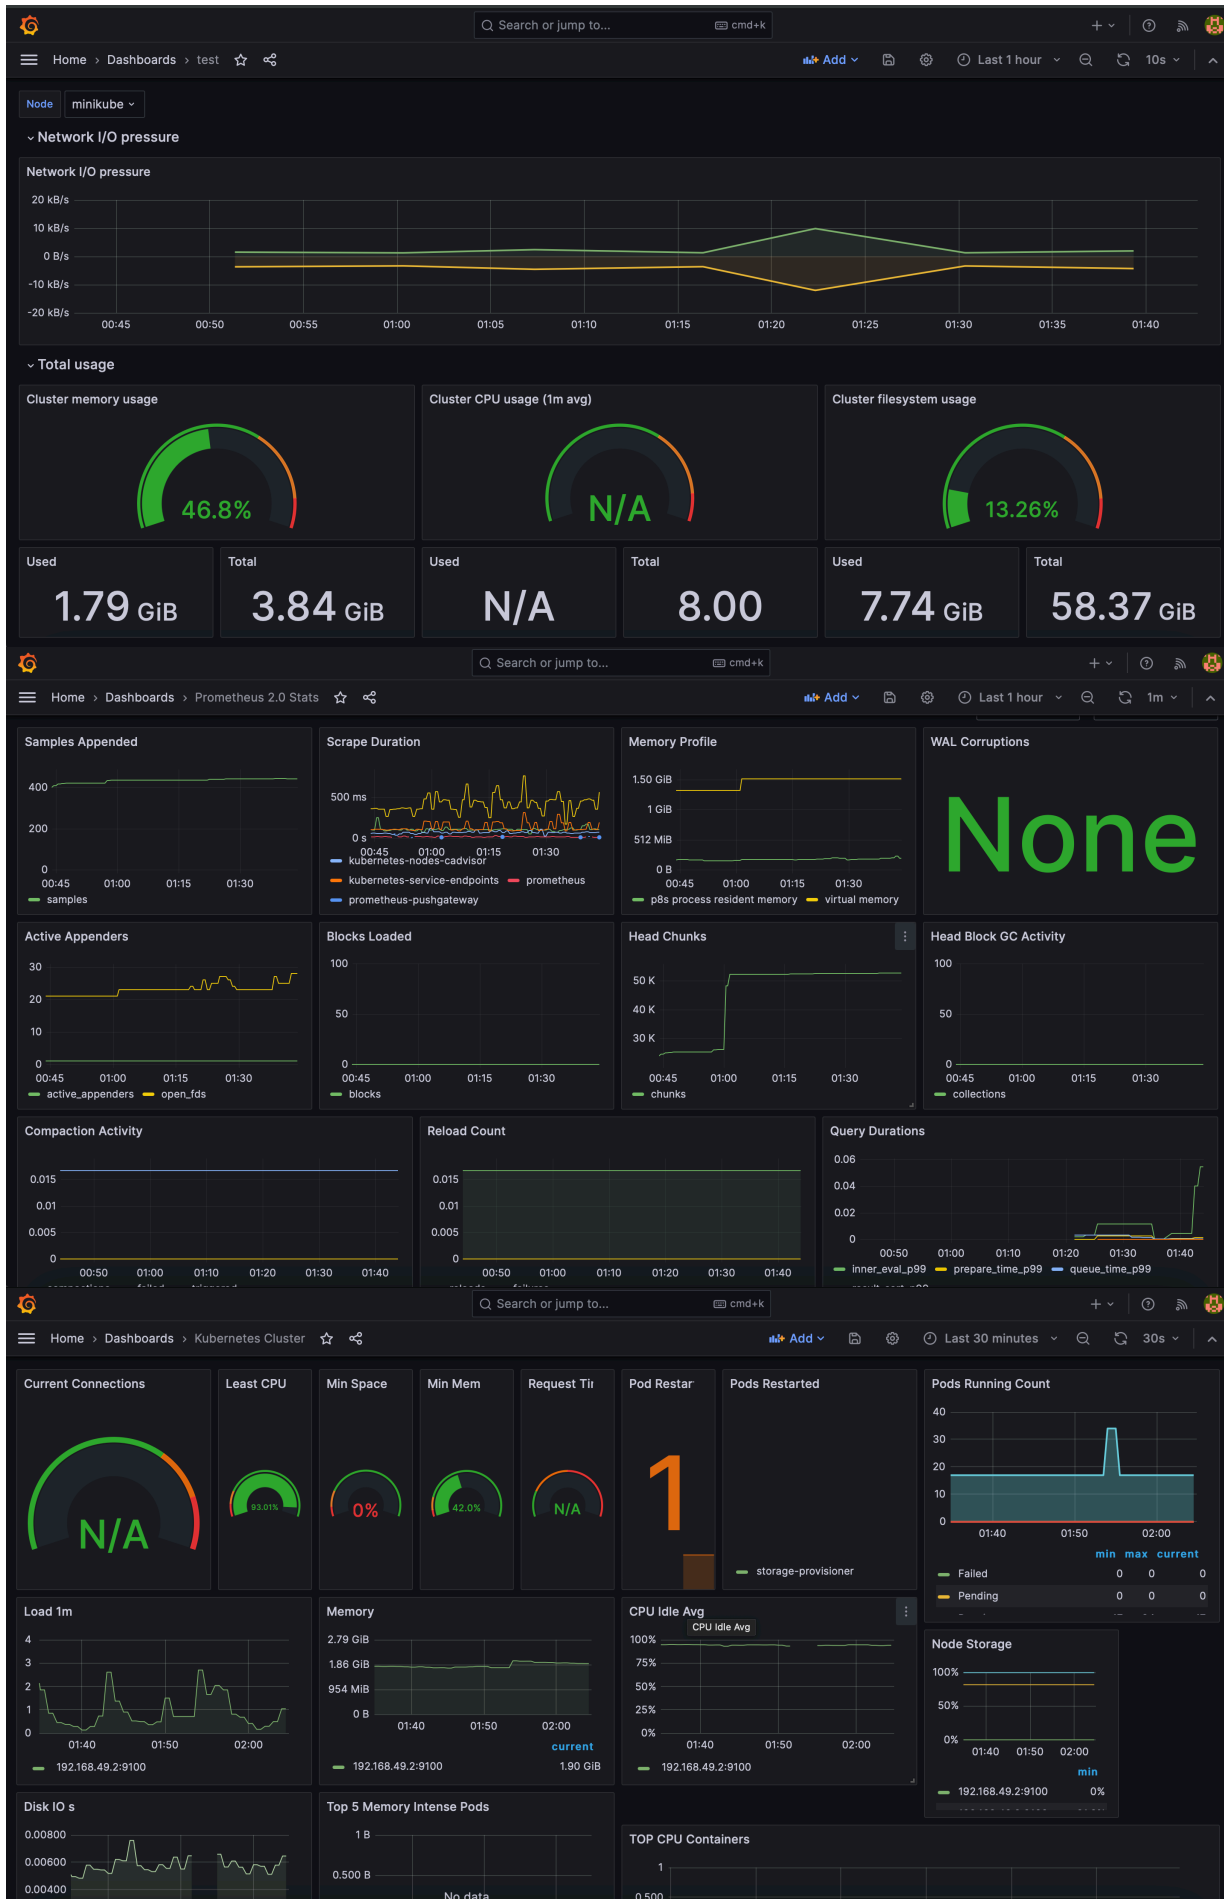 Search or jump to... cmd+k
Home › Dashboards › test Add Last 1 hour 10s
Node minikube
Network I/O pressure
Network I/O pressure
20 kB/s
10 kB/s
0 B/s
-10 kB/s
-20 kB/s
00:45 00:50 00:55 01:00 01:05 01:10 01:15 01:20 01:25 01:30 01:35 01:40
Total usage
Cluster memory usage Cluster CPU usage (1m avg) Cluster filesystem usage
46.8% N/A 13.26%
Used Total Used Total Used Total
1.79 GiB 3.84 GiB N/A 8.00 7.74 GiB 58.37 GiB
Search or jump to... cmd+k
Home › Dashboards › Prometheus 2.0 Stats Add Last 1 hour 1m
Samples Appended
400
200
0
00:45 01:00 01:15 01:30
samples
Scrape Duration
500 ms
0 s
00:45 01:00 01:15 01:30
kubernetes-nodes-cadvisor
kubernetes-service-endpoints prometheus
prometheus-pushgateway
Memory Profile
1.50 GiB
1 GiB
512 MiB
0 B
00:45 01:00 01:15 01:30
p8s process resident memory virtual memory
WAL Corruptions
None
Active Appenders
30
20
10
0
00:45 01:00 01:15 01:30
active_appenders open_fds
Blocks Loaded
100
50
0
00:45 01:00 01:15 01:30
blocks
Head Chunks
50 K
40 K
30 K
00:45 01:00 01:15 01:30
chunks
Head Block GC Activity
100
50
0
00:45 01:00 01:15 01:30
collections
Compaction Activity
0.015
0.01
0.005
0
00:50 01:00 01:10 01:20 01:30 01:40
Reload Count
0.015
0.01
0.005
0
00:50 01:00 01:10 01:20 01:30 01:40
Query Durations
0.06
0.04
0.02
0
00:50 01:00 01:10 01:20 01:30 01:40
inner_eval_p99 prepare_time_p99 queue_time_p99
Search or jump to... cmd+k
Home › Dashboards › Kubernetes Cluster Add Last 30 minutes 30s
Current Connections
N/A
Least CPU
93.01%
Min Space
0%
Min Mem
42.0%
Request Tir
N/A
Pod Restar
1
Pods Restarted
storage-provisioner
Pods Running Count
40
30
20
10
0
01:40 01:50 02:00
min max current
Failed 0 0 0
Pending 0 0 0
Load 1m
4
3
2
1
0
01:40 01:50 02:00
192.168.49.2:9100
Memory
2.79 GiB
1.86 GiB
954 MiB
0 B
01:40 01:50 02:00
current
192.168.49.2:9100 1.90 GiB
CPU Idle Avg
CPU Idle Avg
100%
75%
50%
25%
0%
01:40 01:50 02:00
192.168.49.2:9100
Node Storage
100%
50%
0%
01:40 01:50 02:00
min
192.168.49.2:9100 0%
Disk IO s
0.00800
0.00600
0.00400
Top 5 Memory Intense Pods
1 B
0.500 B
No data
TOP CPU Containers
1
0.500